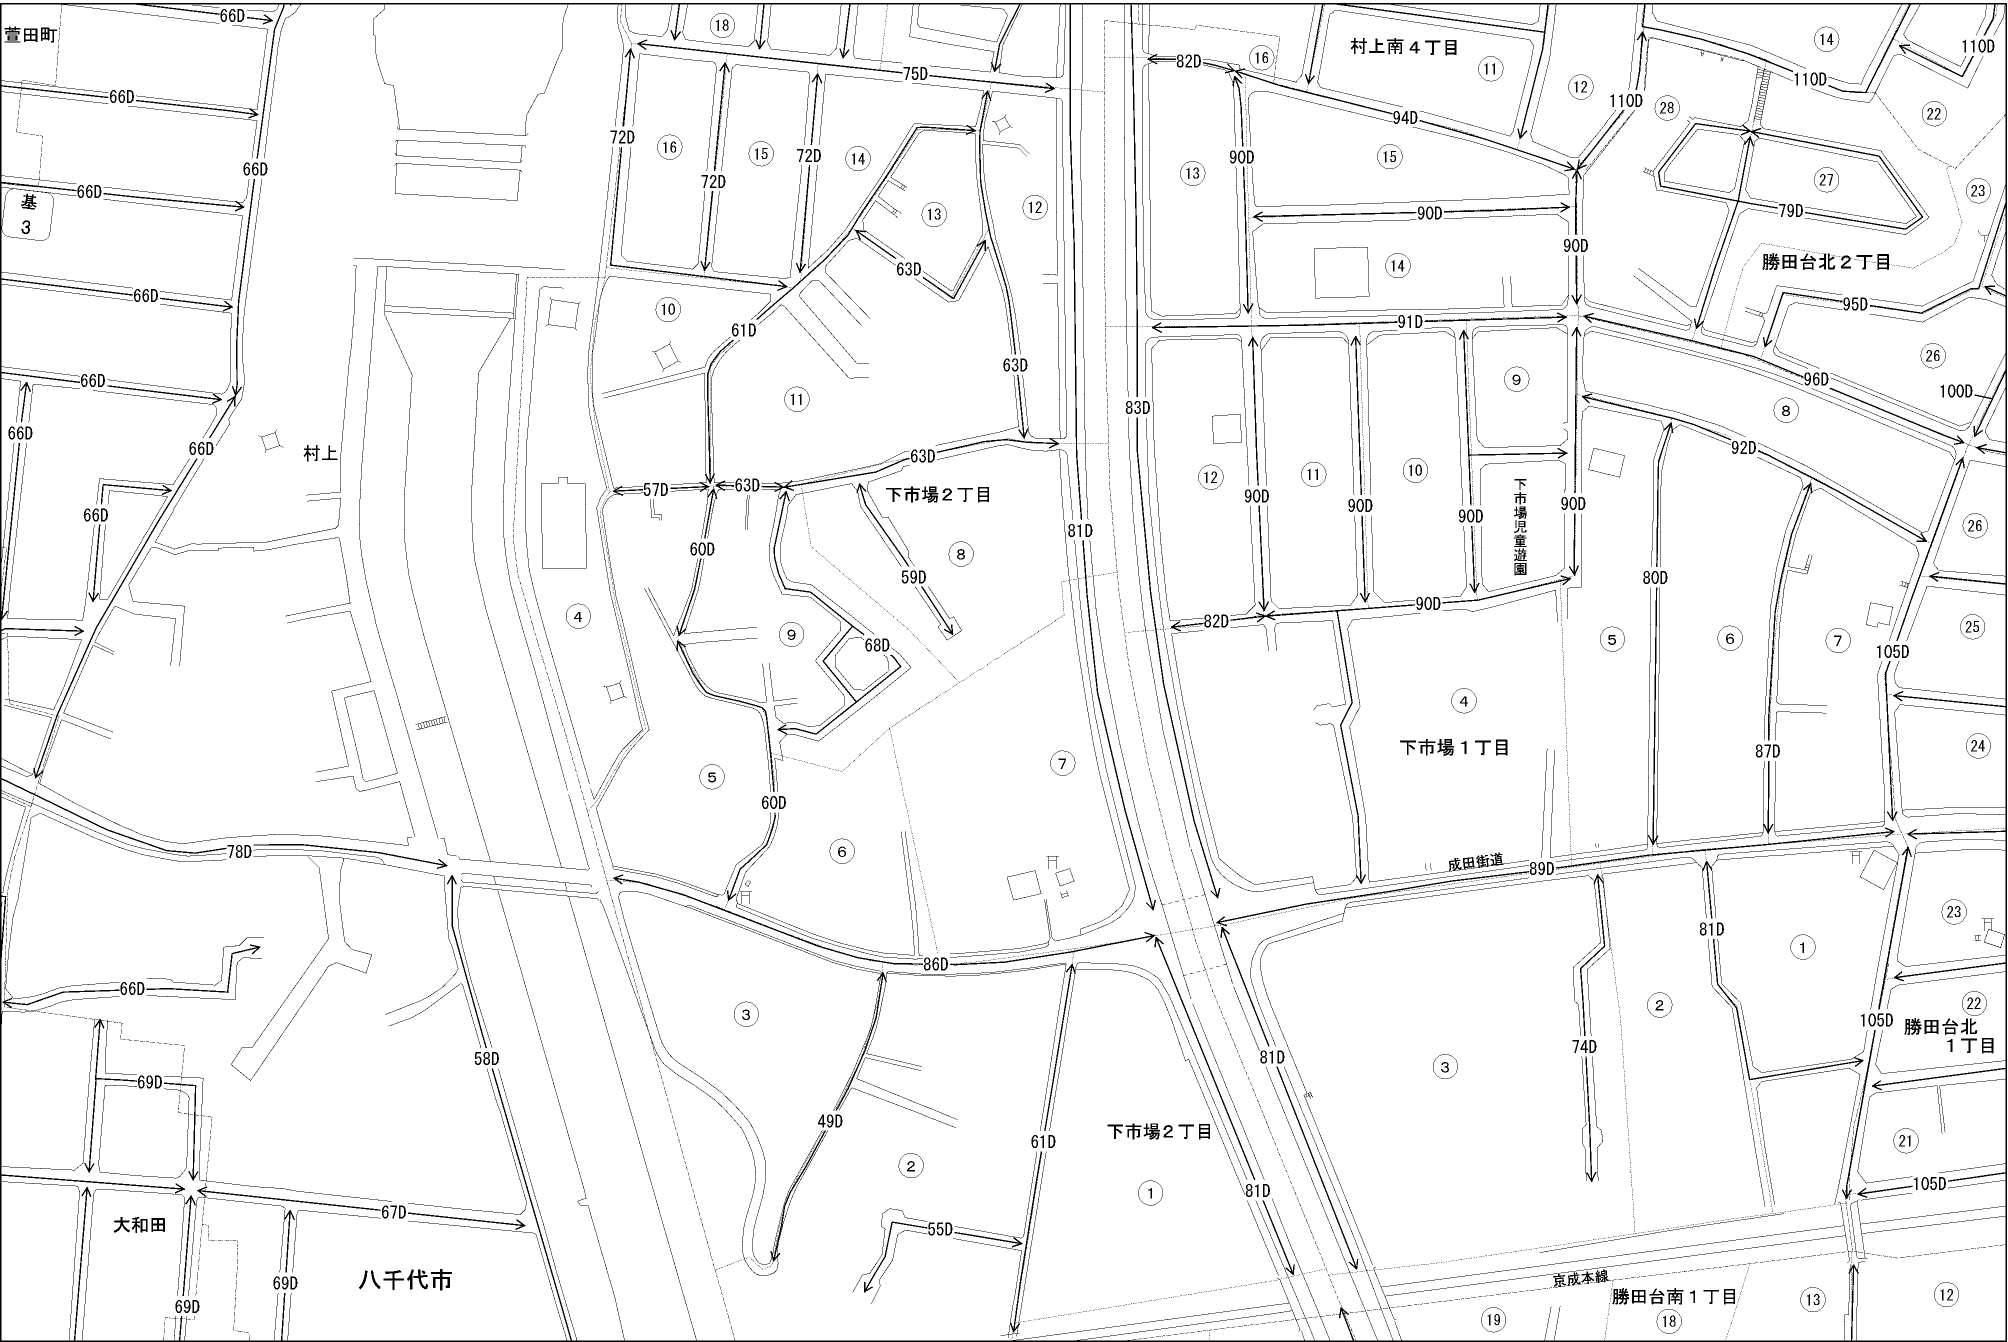 66D
萱田町
18
75D
82D
16
村上南4丁目
11
14
110D
110D
12
110D
28
22
66D
72D
16
15
72D
14
94D
90D
15
13
66D
72D
27
23
66D
基
3
13
12
90D
79D
90D
63D
14
勝田台北2丁目
66D
10
61D
95D
91D
26
63D
66D
11
9
96D
100D
83D
8
66D
66D
村上
63D
92D
12
11
10
57D
63D
下市場2丁目
90D
90D
90D
下市場児童遊園
90D
66D
81D
26
60D
8
59D
80D
4
82D
90D
9
68D
5
6
7
25
105D
4
下市場1丁目
24
87D
5
7
60D
78D
6
成田街道
89D
23
81D
1
86D
66D
3
2
22
105D
勝田台北
1丁目
58D
81D
74D
3
69D
49D
下市場2丁目
61D
21
2
1
81D
105D
67D
大和田
55D
八千代市
69D
69D
京成本線
勝田台南1丁目
13
12
19
18